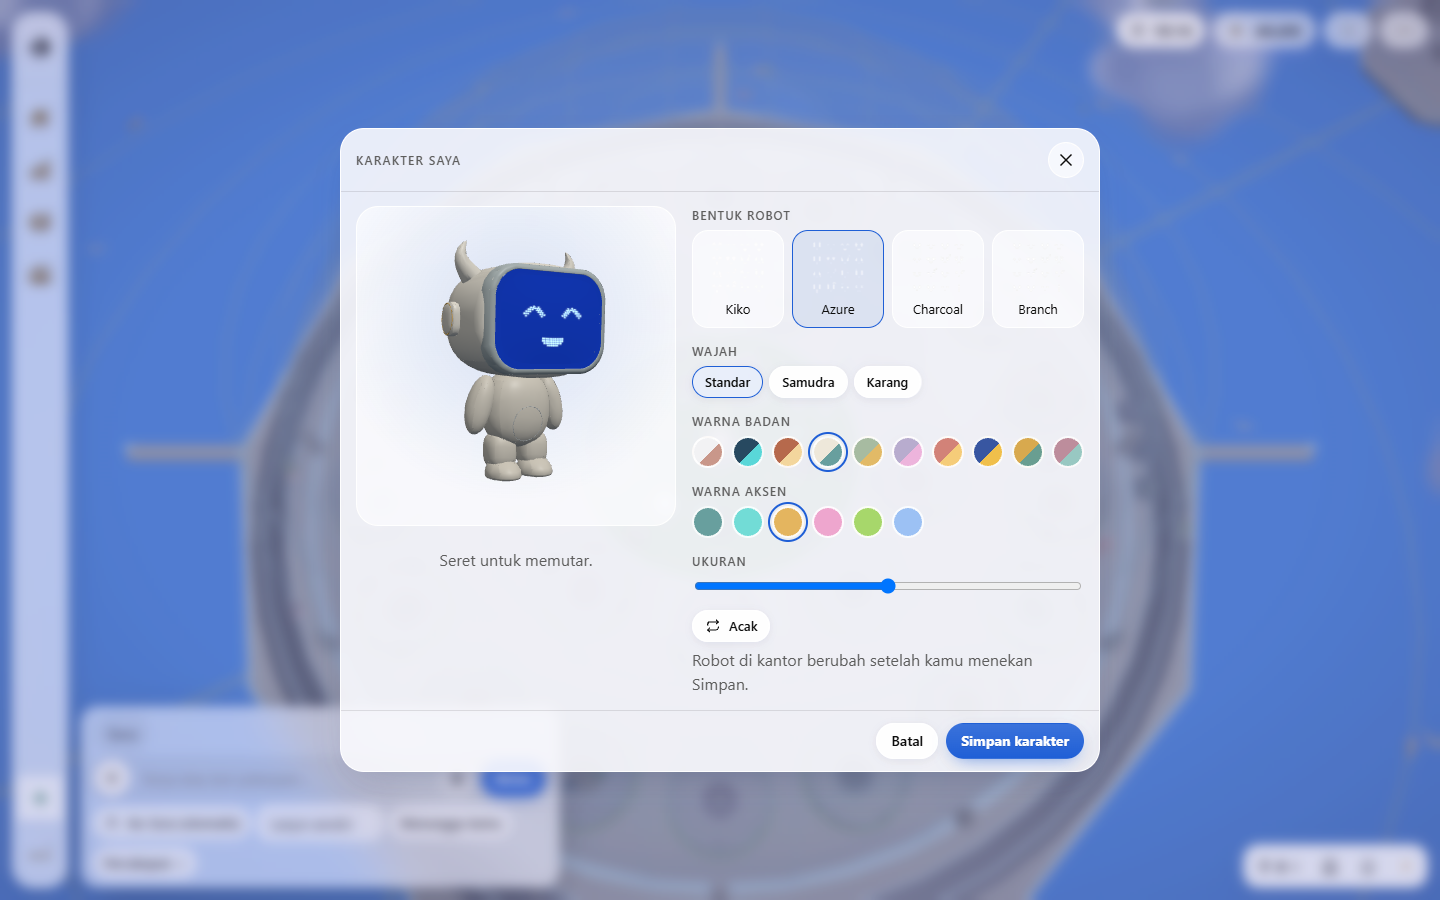 KARAKTER SAYA
BENTUK ROBOT
Kiko
Azure
Charcoal
Branch
WAJAH
Standar
Samudra
Karang
WARNA BADAN
WARNA AKSEN
Seret untuk memutar.
UKURAN
Acak
Robot di kantor berubah setelah kamu menekan
Simpan.
Batal
Simpan karakter